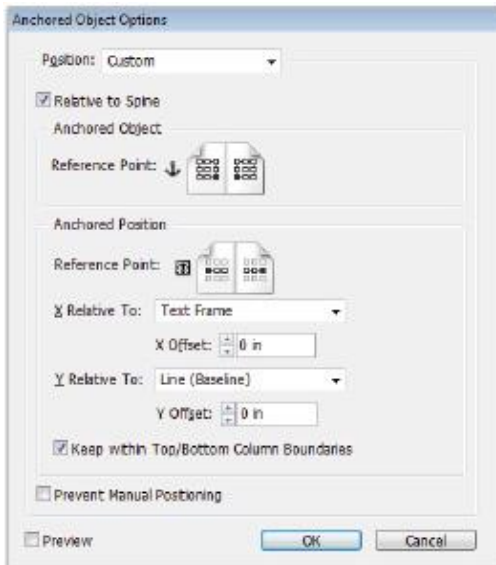 Anchored Object Options
Position: Custom
Relative to Spine
Anchored Object
Reference Point:
Anchored Position
Reference Point:
X Relative To: Text Frame
X Offset: 0 in
Y Relative To: Line (Baseline)
Y Offset: 0 in
Keep within Top/Bottom Column Boundaries
Prevent Manual Positioning
Preview
OK
Cancel